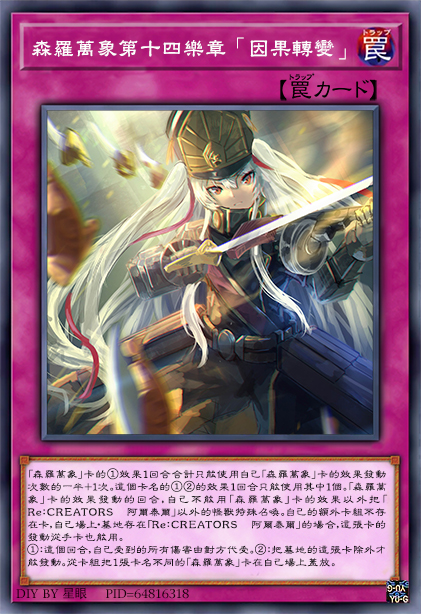 森羅萬象第十四樂章「因果轉變」
トラップ
罠
トラップ
【罠カード】
「森羅萬象」卡的①效果1回合合計只能使用自己「森羅萬象」卡的效果發動
次數的一半+1次。這個卡名的①②的效果1回合只能使用其中1個。「森羅萬
象」卡的效果發動的回合,自己不能用「森羅萬象」卡的效果以外把「
Re:CREATORS 阿爾泰爾」以外的怪獸特殊召喚。自己的額外卡組不存
在卡,自己場上·墓地存在「Re:CREATORS 阿爾泰爾」的場合,這張卡的
發動從手卡也能用。
①:這個回合,自己受到的所有傷害由對方代受。②:把墓地的這張卡除外才
能發動。從卡組把1張卡名不同的「森羅萬象」卡在自己場上蓋放。
DIY BY 星眼 PID=64816318